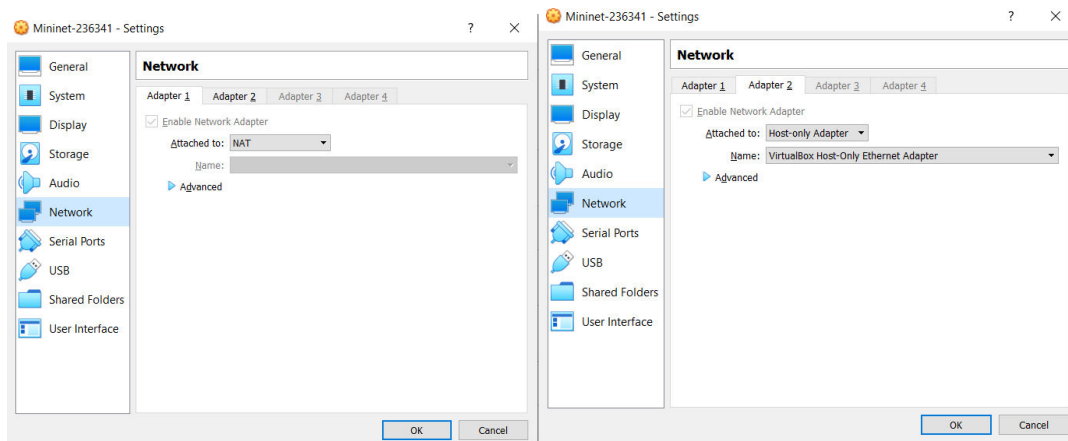 Mininet-236341 - Settings ? ×
General
System
Display
Storage
Audio
Network
Serial Ports
USB
Shared Folders
User Interface
Network
Adapter 1 Adapter 2 Adapter 3 Adapter 4
Enable Network Adapter
Attached to: NAT
Name:
Advanced
OK Cancel
Mininet-236341 - Settings ? ×
General
System
Display
Storage
Audio
Network
Serial Ports
USB
Shared Folders
User Interface
Network
Adapter 1 Adapter 2 Adapter 3 Adapter 4
Enable Network Adapter
Attached to: Host-only Adapter
Name: VirtualBox Host-Only Ethernet Adapter
Advanced
OK Cancel